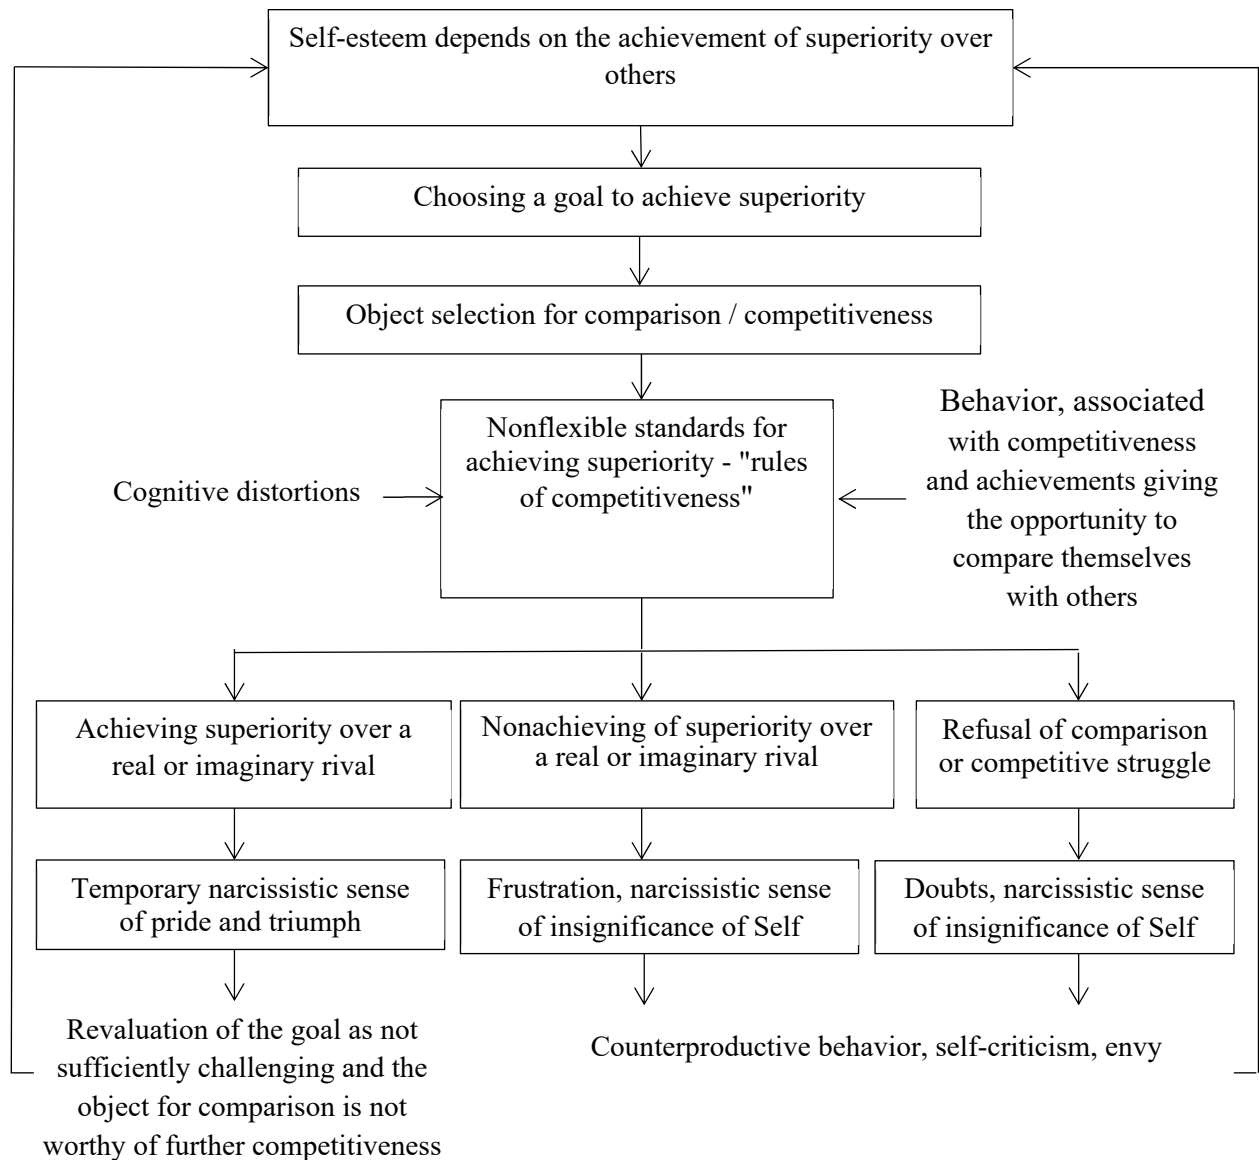 Self-esteem depends on the achievement of superiority over
others
Choosing a goal to achieve superiority
Object selection for comparison / competitiveness
Nonflexible standards for
achieving superiority - "rules
of competitiveness"
Cognitive distortions
Behavior, associated
with competitiveness
and achievements giving
the opportunity to
compare themselves
with others
Achieving superiority over a
real or imaginary rival
Nonachieving of superiority over
a real or imaginary rival
Refusal of comparison
or competitive struggle
Temporary narcissistic sense
of pride and triumph
Frustration, narcissistic sense
of insignificance of Self
Doubts, narcissistic sense
of insignificance of Self
Revaluation of the goal as not
sufficiently challenging and the
object for comparison is not
worthy of further competitiveness
Counterproductive behavior, self-criticism, envy